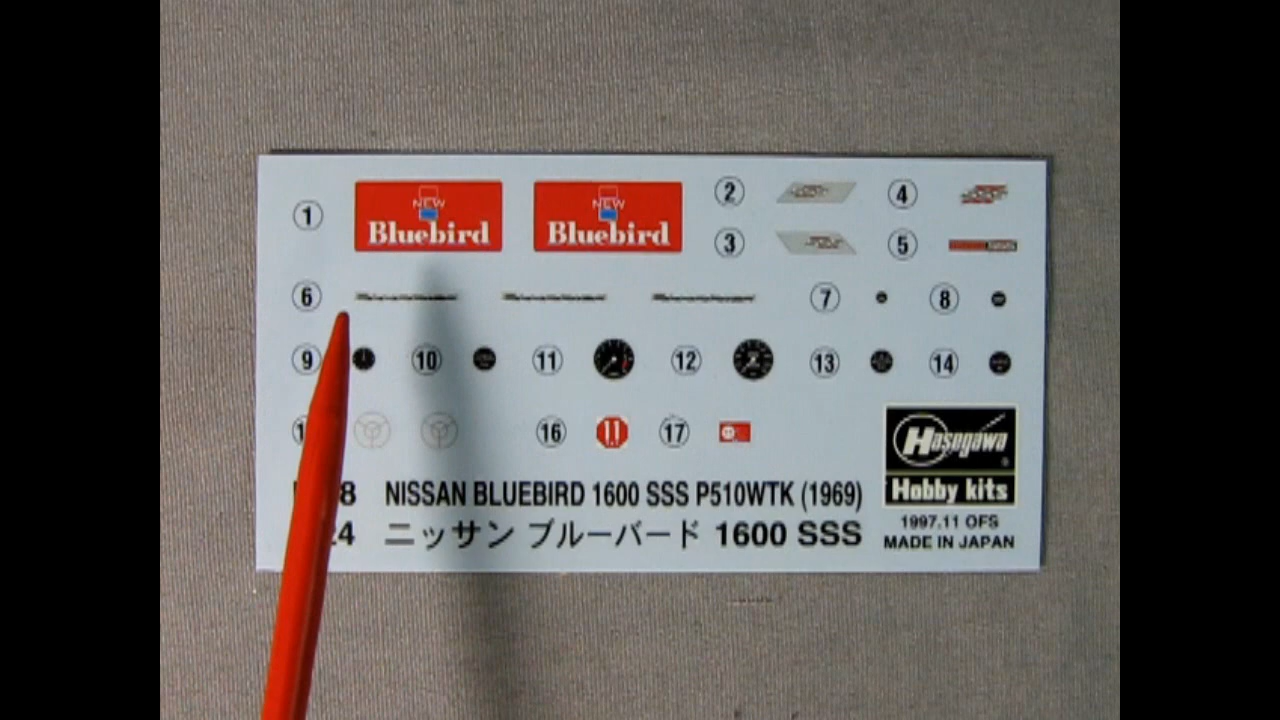 1
NEW
Bluebird
NEW
Bluebird
2
4
3
5
6
7
8
9
10
11
12
13
14
16
17
Hasegawa
Hobby kits
8 NISSAN BLUEBIRD 1600 SSS P510WTK (1969)
24 ニッサン ブルーバード 1600 SSS
1997.11 OFS
MADE IN JAPAN